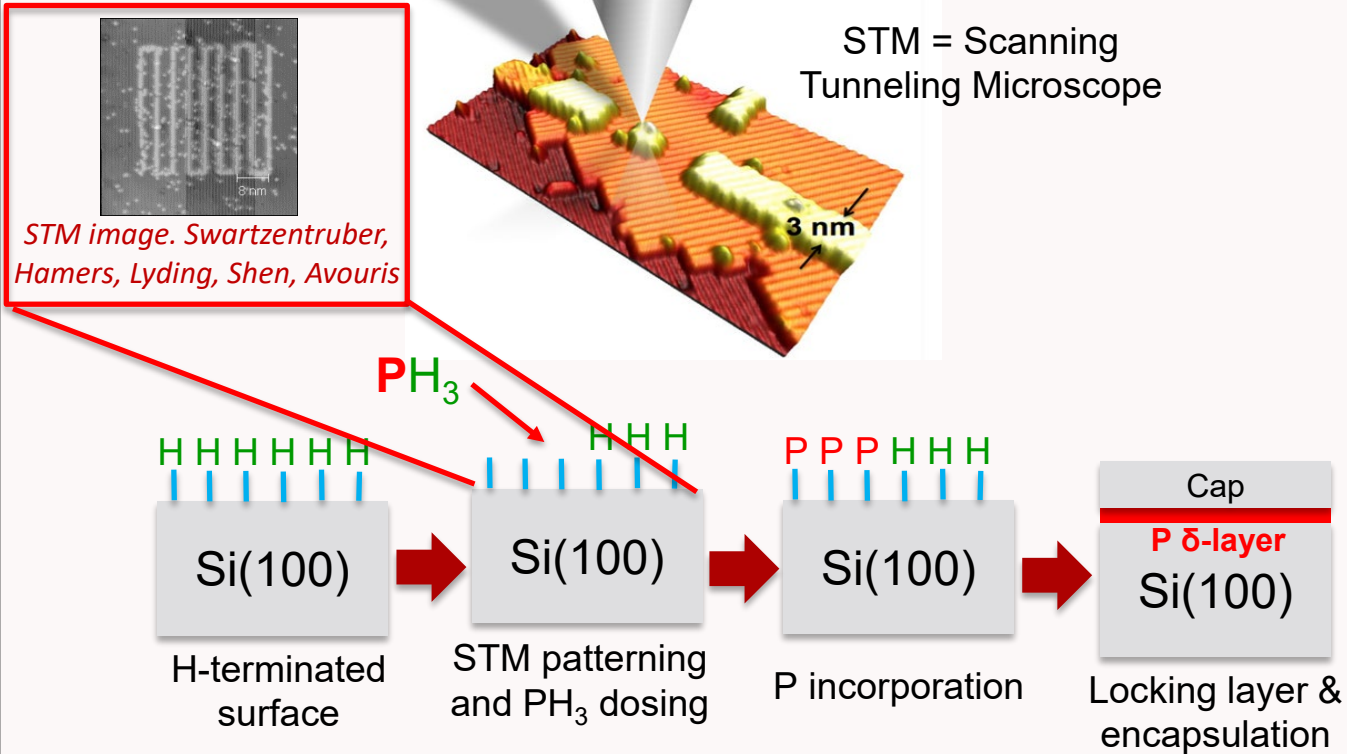 8 nm
STM image. Swartzentruber,
Hamers, Lyding, Shen, Avouris
STM = Scanning
Tunneling Microscope
3 nm
PH₃
H H H H H H
Si(100)
H-terminated
surface
H H H
Si(100)
STM patterning
and PH₃ dosing
P P P H H H
Si(100)
P incorporation
Cap
P δ-layer
Si(100)
Locking layer &
encapsulation